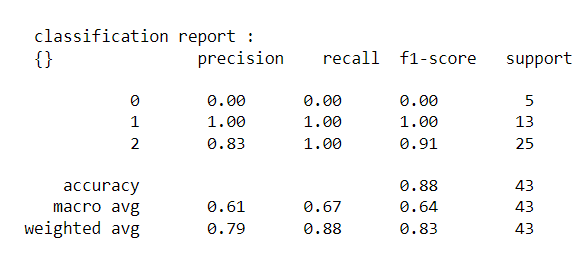 classification report :
{} precision recall f1-score support
0 0.00 0.00 0.00 5
1 1.00 1.00 1.00 13
2 0.83 1.00 0.91 25
accuracy 0.88 43
macro avg 0.61 0.67 0.64 43
weighted avg 0.79 0.88 0.83 43